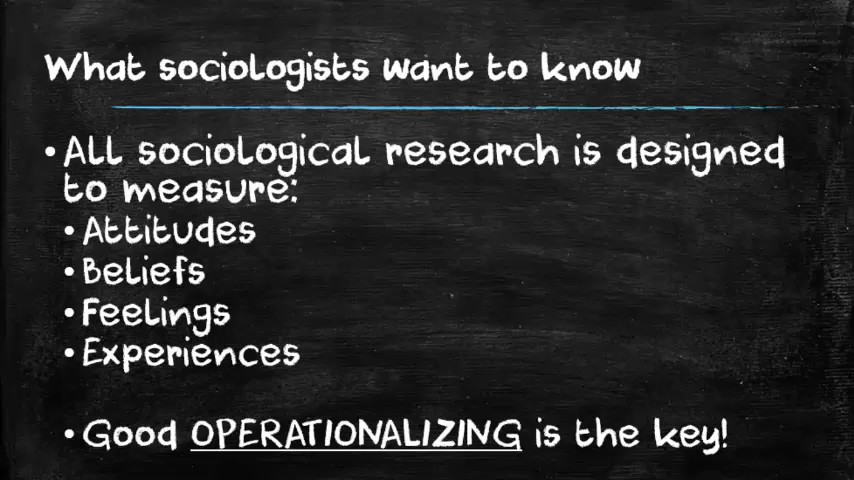 What sociologists want to know
• All sociological research is designed
to measure:
• Attitudes
• Beliefs
• Feelings
• Experiences
• Good OPERATIONALIZING is the key!